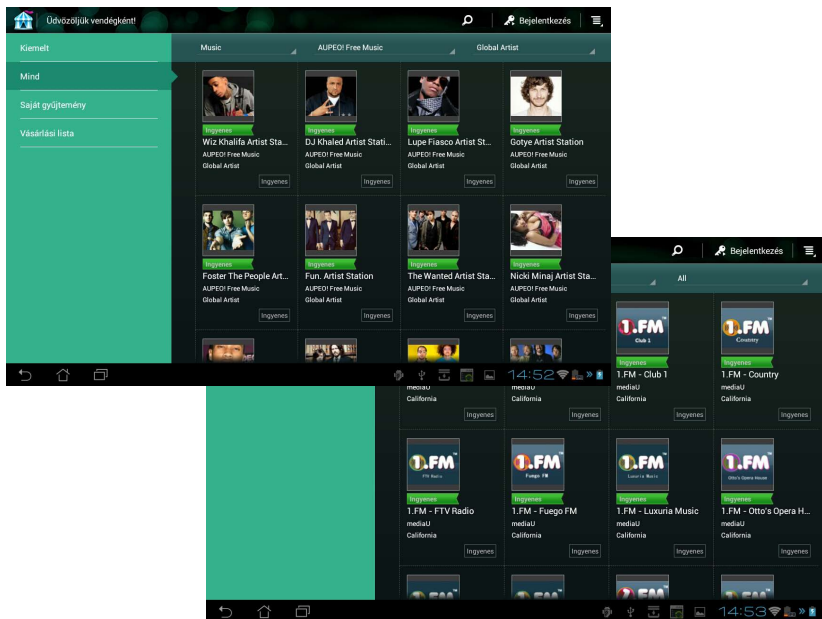 Üdvözöljük vendégként!
Bejelentkezés
Kiemelt
Mind
Saját gyűjtemény
Vásárlási lista
Music
AUPEO! Free Music
Global Artist
Ingyenes
Ingyenes
Ingyenes
Ingyenes
Wiz Khalifa Artist Sta...
DJ Khaled Artist Stati...
Lupe Fiasco Artist St...
Gotye Artist Station
AUPEO! Free Music
AUPEO! Free Music
AUPEO! Free Music
AUPEO! Free Music
Global Artist
Global Artist
Global Artist
Global Artist
Ingyenes
Ingyenes
Ingyenes
Ingyenes
Ingyenes
Ingyenes
Ingyenes
Ingyenes
Foster The People Art...
Fun. Artist Station
The Wanted Artist Sta...
Nicki Minaj Artist Sta...
AUPEO! Free Music
AUPEO! Free Music
AUPEO! Free Music
AUPEO! Free Music
Global Artist
Global Artist
Global Artist
Global Artist
Ingyenes
Ingyenes
Ingyenes
Ingyenes
14:52
Bejelentkezés
All
1.FM
Club 1
1.FM
Country
Ingyenes
Ingyenes
1.FM - Club 1
1.FM - Country
mediaU
mediaU
mediaU
mediaU
California
California
California
California
Ingyenes
Ingyenes
Ingyenes
Ingyenes
1.FM
FTV Radio
1.FM
Fuego FM
1.FM
Luxuria Music
1.FM
Otto's Opera House
Ingyenes
Ingyenes
Ingyenes
Ingyenes
1.FM - FTV Radio
1.FM - Fuego FM
1.FM - Luxuria Music
1.FM - Otto's Opera H...
mediaU
mediaU
mediaU
mediaU
California
California
California
California
Ingyenes
Ingyenes
Ingyenes
Ingyenes
14:53